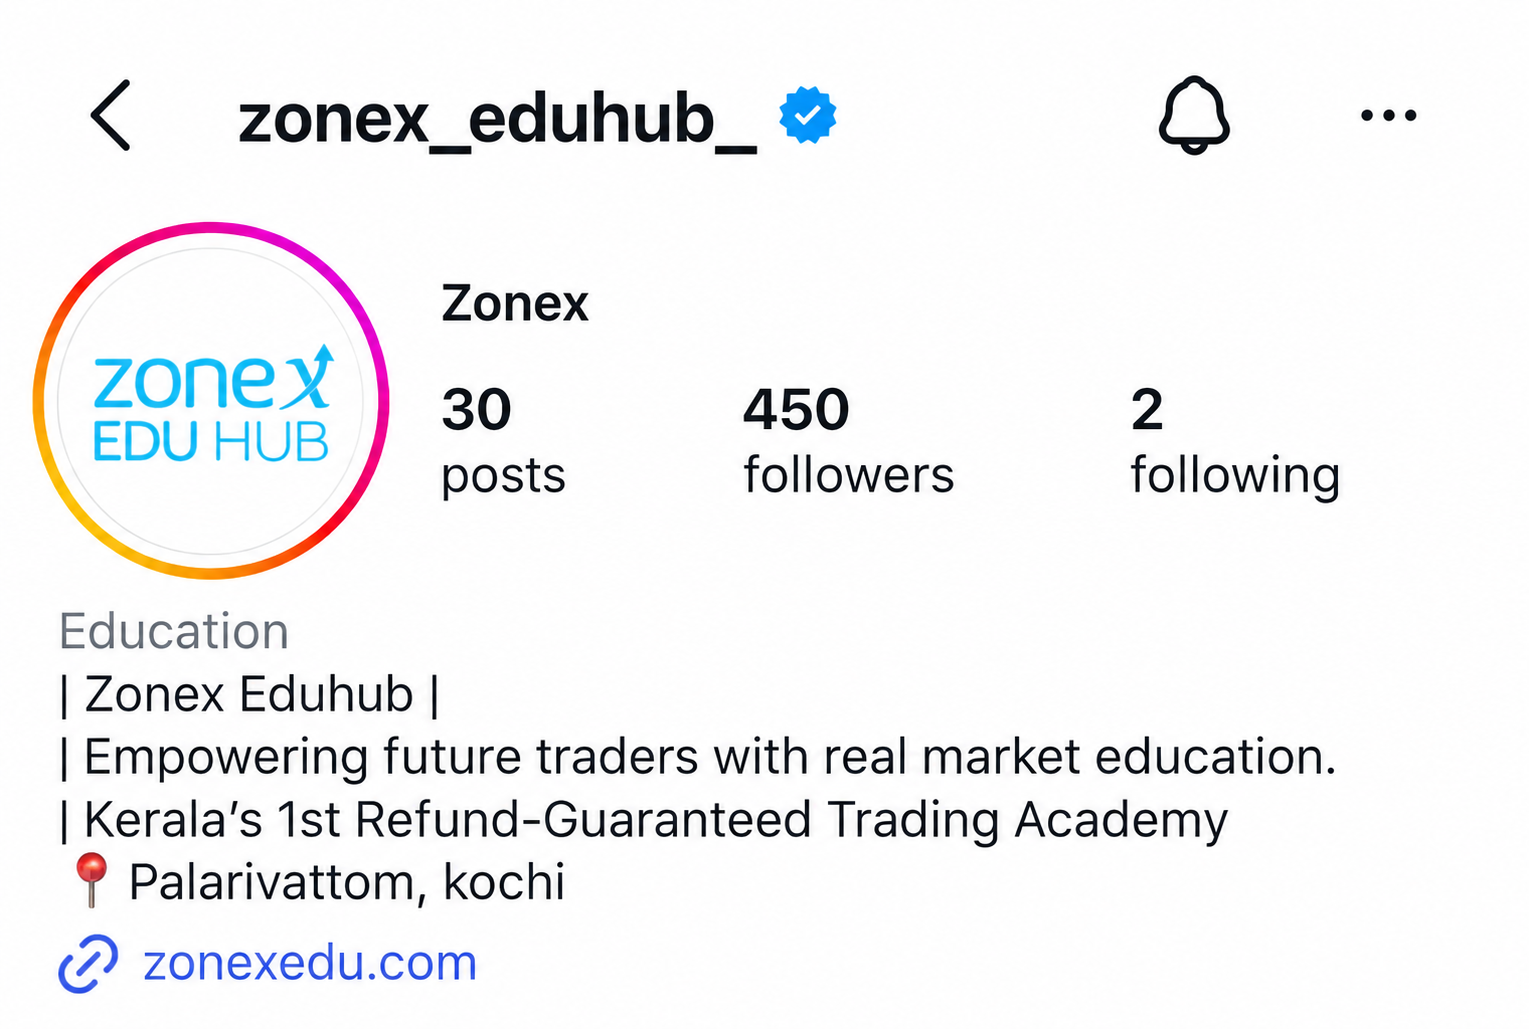 zonex_eduhub_
zonex
EDU HUB
Zonex
30 450 2
posts followers following
Education
| Zonex Eduhub |
| Empowering future traders with real market education.
| Kerala’s 1st Refund-Guaranteed Trading Academy
📍 Palarivattom, kochi
zonexedu.com